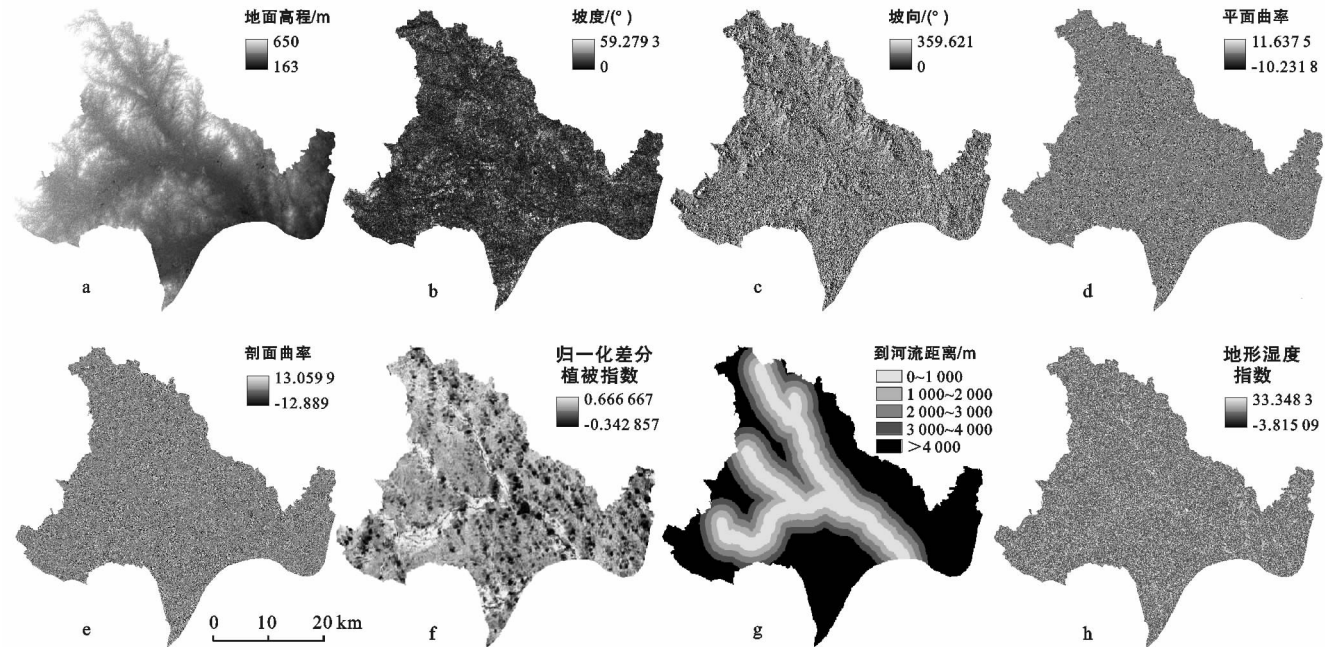 地面高程/m
650
163
a
坡度/(°)
59.279 3
0
b
坡向/(°)
359.621
0
c
平面曲率
11.637 5
-10.231 8
d
剖面曲率
13.059 9
-12.889
e
0 10 20 km
归一化差分
植被指数
0.666 667
-0.342 857
f
到河流距离/m
0~1 000
1 000~2 000
2 000~3 000
3 000~4 000
>4 000
g
地形湿度
指数
33.348 3
-3.815 09
h